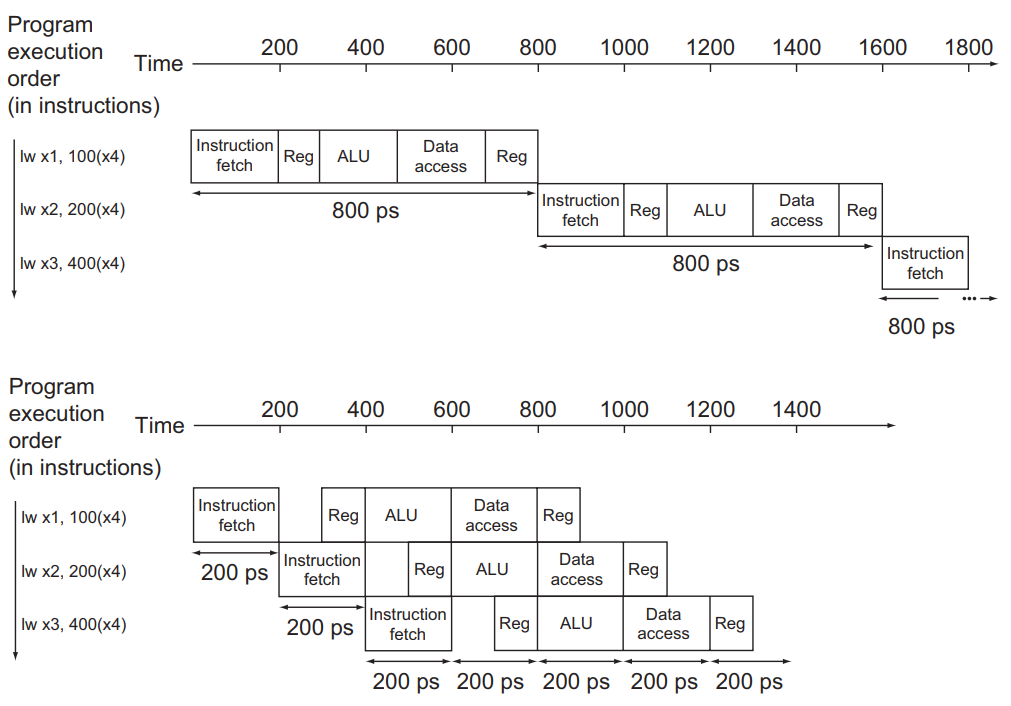 Program
execution
order
(in instructions)
Time
200 400 600 800 1000 1200 1400 1600 1800
lw x1, 100(x4)
Instruction
fetch
Reg
ALU
Data
access
Reg
800 ps
lw x2, 200(x4)
Instruction
fetch
Reg
ALU
Data
access
Reg
800 ps
lw x3, 400(x4)
Instruction
fetch
...
800 ps
Program
execution
order
(in instructions)
Time
200 400 600 800 1000 1200 1400
lw x1, 100(x4)
Instruction
fetch
Reg
ALU
Data
access
Reg
200 ps
lw x2, 200(x4)
Instruction
fetch
Reg
ALU
Data
access
Reg
200 ps
lw x3, 400(x4)
Instruction
fetch
Reg
ALU
Data
access
Reg
200 ps 200 ps 200 ps 200 ps 200 ps